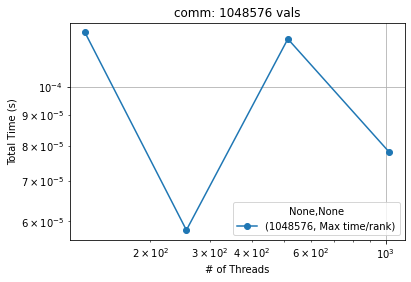 comm: 1048576 vals
Total Time (s)
10⁻⁴
9 × 10⁻⁵
8 × 10⁻⁵
7 × 10⁻⁵
6 × 10⁻⁵
None,None
(1048576, Max time/rank)
2 × 10² 3 × 10² 4 × 10² 6 × 10² 10³
# of Threads